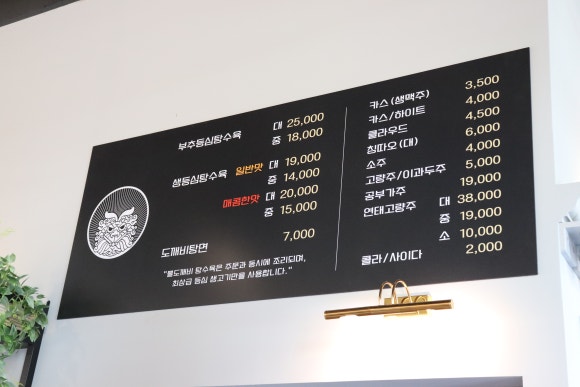 부추등심탕수육 대 25,000
중 18,000
생등심탕수육 일반맛 대 19,000
중 14,000
매콤한맛 대 20,000
중 15,000
도깨비탕면 7,000
"불도깨비 탕수육은 주문과 동시에 조리되며,
최상급 등심 생고기만을 사용합니다."
카스(생맥주) 3,500
카스/하이트 4,000
클라우드 4,500
칭따오(대) 6,000
소주 4,000
고량주/이과두주 5,000
공부가주 19,000
연태고량주 대 38,000
중 19,000
소 10,000
콜라/사이다 2,000